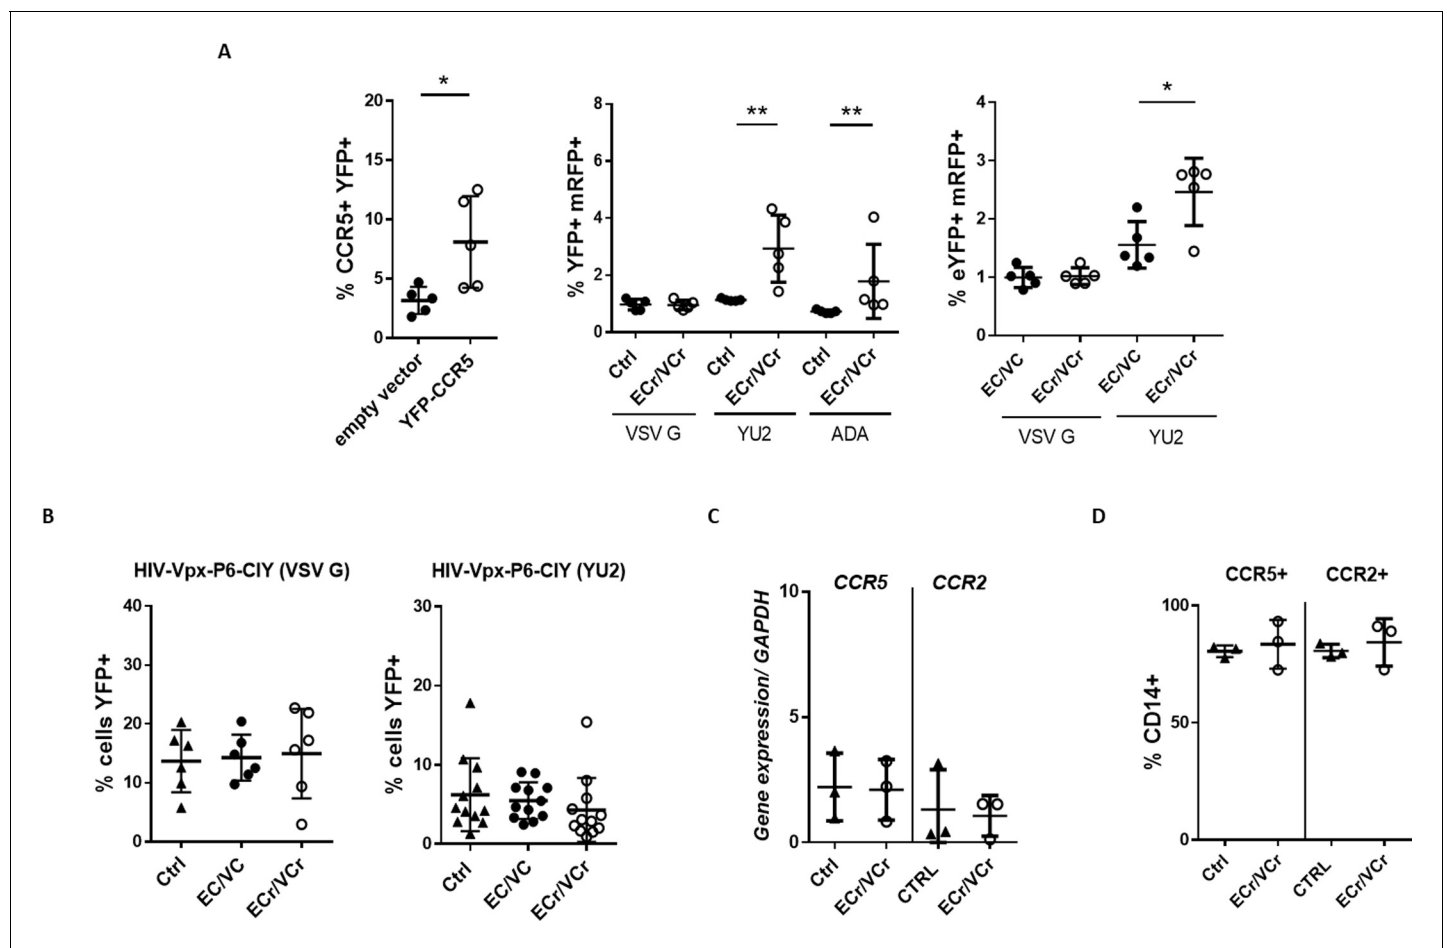 A
% CCR5+ YFP+
20
15
10
5
0
*
empty vector
YFP-CCR5
% YFP+ mRFP+
8
6
4
2
0
**
**
Ctrl
ECr/VCr
Ctrl
ECr/VCr
Ctrl
ECr/VCr
VSV G
YU2
ADA
% eYFP+ mRFP+
4
3
2
1
0
*
EC/VC
ECr/VCr
EC/VC
ECr/VCr
VSV G
YU2
B
HIV-Vpx-P6-CIY (VSV G)
% cells YFP+
40
30
20
10
0
Ctrl
EC/VC
ECr/VCr
HIV-Vpx-P6-CIY (YU2)
% cells YFP+
30
20
10
0
Ctrl
EC/VC
ECr/VCr
C
CCR5
CCR2
Gene expression/ GAPDH
10
5
0
Ctrl
ECr/VCr
CTRL
ECr/VCr
D
CCR5+
CCR2+
% CD14+
100
50
0
Ctrl
ECr/VCr
CTRL
ECr/VCr